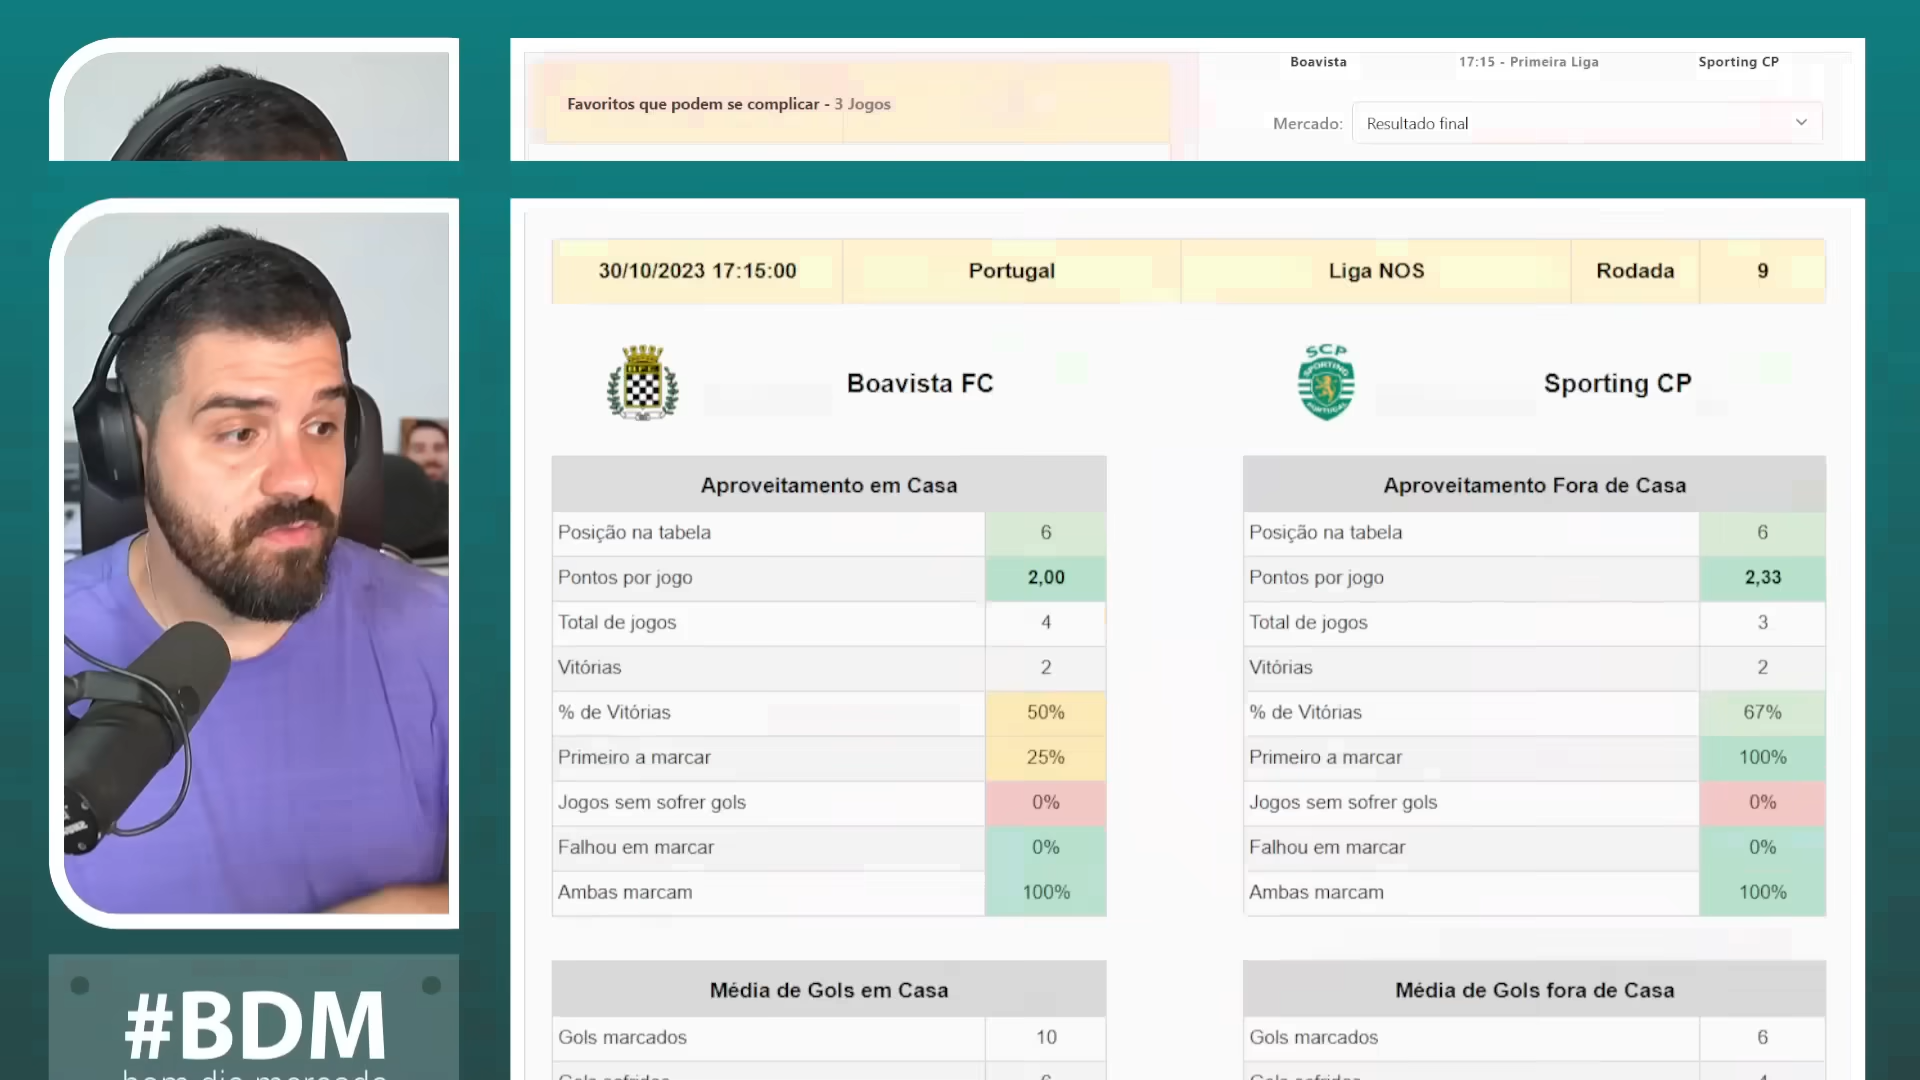 Favoritos que podem se complicar - 3 Jogos
Boavista 17:15 - Primeira Liga Sporting CP
Mercado: Resultado final
30/10/2023 17:15:00 Portugal Liga NOS Rodada 9
Boavista FC
SCP
SPORTING
PORTUGAL
Sporting CP
Aproveitamento em Casa
Posição na tabela 6
Pontos por jogo 2,00
Total de jogos 4
Vitórias 2
% de Vitórias 50%
Primeiro a marcar 25%
Jogos sem sofrer gols 0%
Falhou em marcar 0%
Ambas marcam 100%
Aproveitamento Fora de Casa
Posição na tabela 6
Pontos por jogo 2,33
Total de jogos 3
Vitórias 2
% de Vitórias 67%
Primeiro a marcar 100%
Jogos sem sofrer gols 0%
Falhou em marcar 0%
Ambas marcam 100%
Média de Gols em Casa
Gols marcados 10
Média de Gols fora de Casa
Gols marcados 6
#BDM